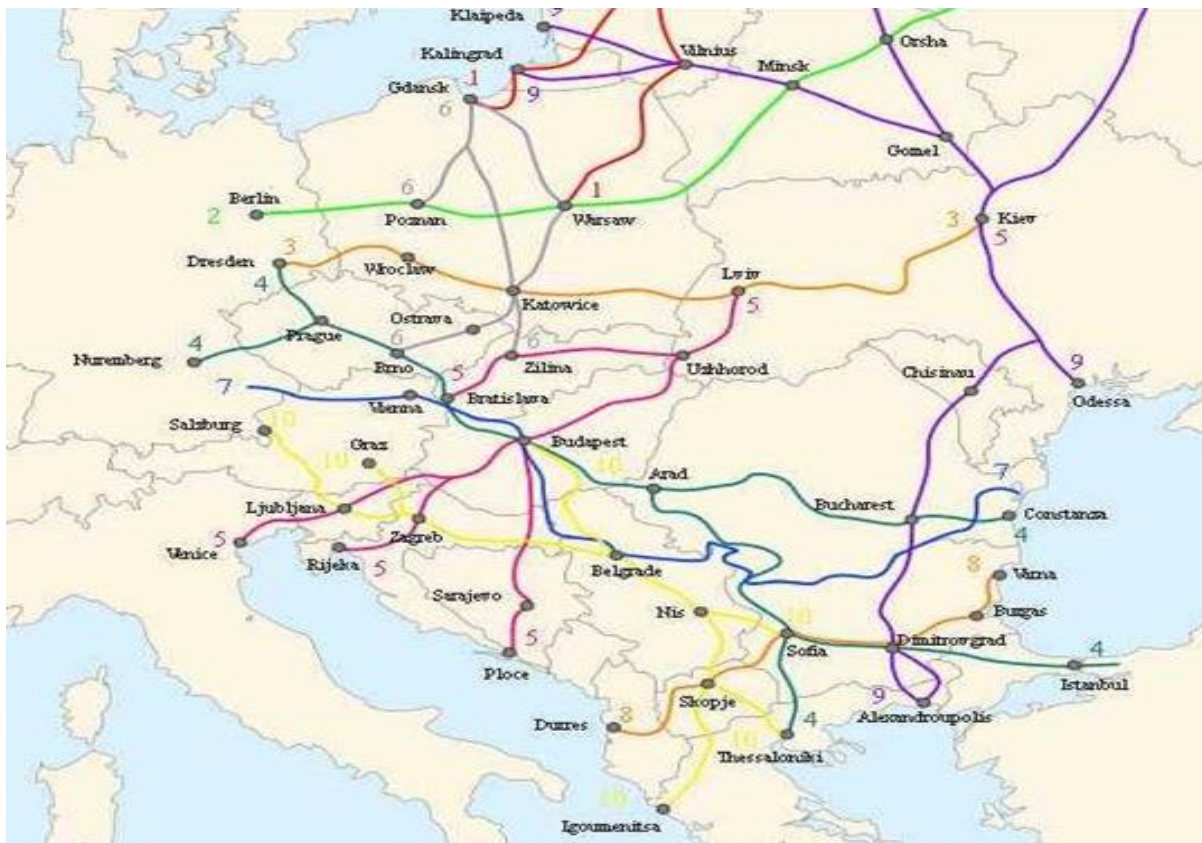 Klaipeda
9
Kalingrad
Vilnius
Orsha
Minsk
1
Gdansk
9
6
Gomel
Berlin
6
1
2
Poznan
Warsaw
3
Kiev
5
3
Dresden
Wroclaw
Lviv
4
Katowice
5
Ostrava
Prague
4
6
6
Nuremberg
Brno
Zilina
Uzhhorod
Chisinau
9
7
5
Odessa
Vienna
Bratislava
Salzburg
10
Graz
Budapest
10
10
Arad
7
Ljubljana
Bucharest
Constanza
5
Zagreb
4
Venice
Rijeka
5
Belgrade
8
Varna
Sarajevo
Nis
10
Burgas
5
Sofia
Dimitrovgrad
4
Ploce
Istanbul
Skopje
9
Durres
8
4
Alexandroupolis
10
Thessaloniki
10
Igoumenitsa